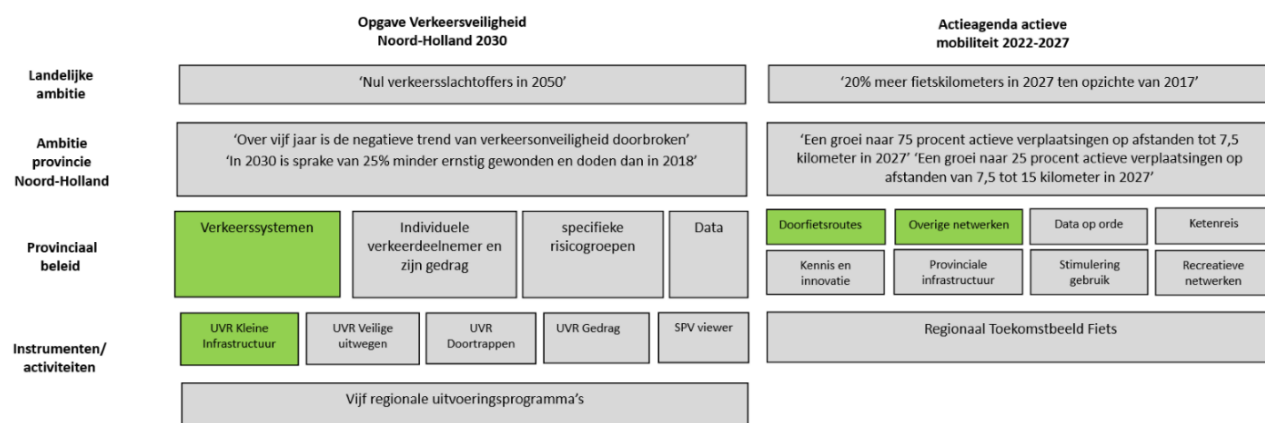 Opgave Verkeersveiligheid
Noord-Holland 2030
Actieagenda actieve
mobiliteit 2022-2027
Landelijke
ambitie
‘Nul verkeersslachtoffers in 2050’
‘20% meer fietskilometers in 2027 ten opzichte van 2017’
Ambitie
provincie
Noord-Holland
‘Over vijf jaar is de negatieve trend van verkeersonveiligheid doorbroken’
‘In 2030 is sprake van 25% minder ernstig gewonden en doden dan in 2018’
‘Een groei naar 75 procent actieve verplaatsingen op afstanden tot 7,5
kilometer in 2027’ ‘Een groei naar 25 procent actieve verplaatsingen op
afstanden van 7,5 tot 15 kilometer in 2027’
Provinciaal
beleid
Verkeerssystemen
Individuele
verkeerdeelnemer en
zijn gedrag
specifieke
risicogroepen
Data
Doorfietsroutes
Overige netwerken
Data op orde
Ketenreis
Kennis en
innovatie
Provinciale
infrastructuur
Stimulering
gebruik
Recreatieve
netwerken
Instrumenten/
activiteiten
UVR Kleine
Infrastructuur
UVR Veilige
uitwegen
UVR
Doortrappen
UVR Gedrag
SPV viewer
Regionaal Toekomstbeeld Fiets
Vijf regionale uitvoeringsprogramma’s